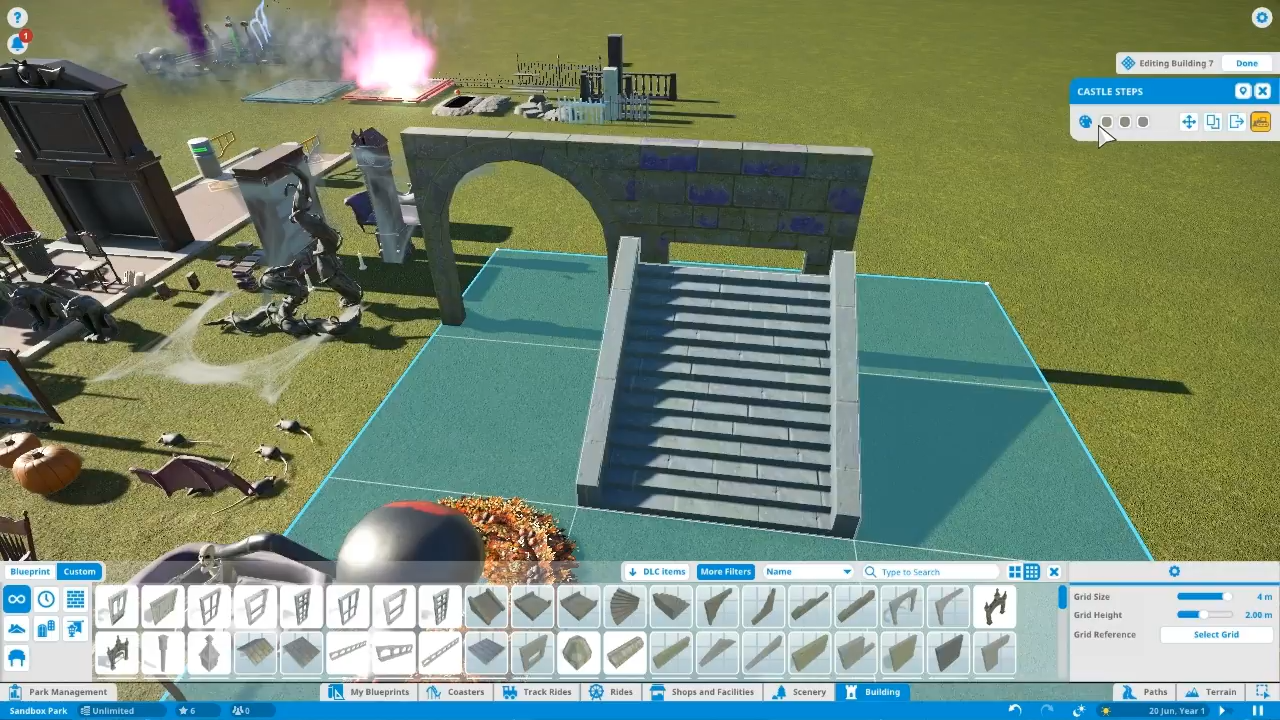 ?
1
Editing Building 7 Done
CASTLE STEPS
Blueprint Custom DLC items More Filters Name Type to Search
Grid Size 4 m
Grid Height 2.00 m
Grid Reference Select Grid
Park Management My Blueprints Coasters Track Rides Rides Shops and Facilities Scenery Building Paths Terrain
Sandbox Park Unlimited 6 0 20 Jun, Year 1